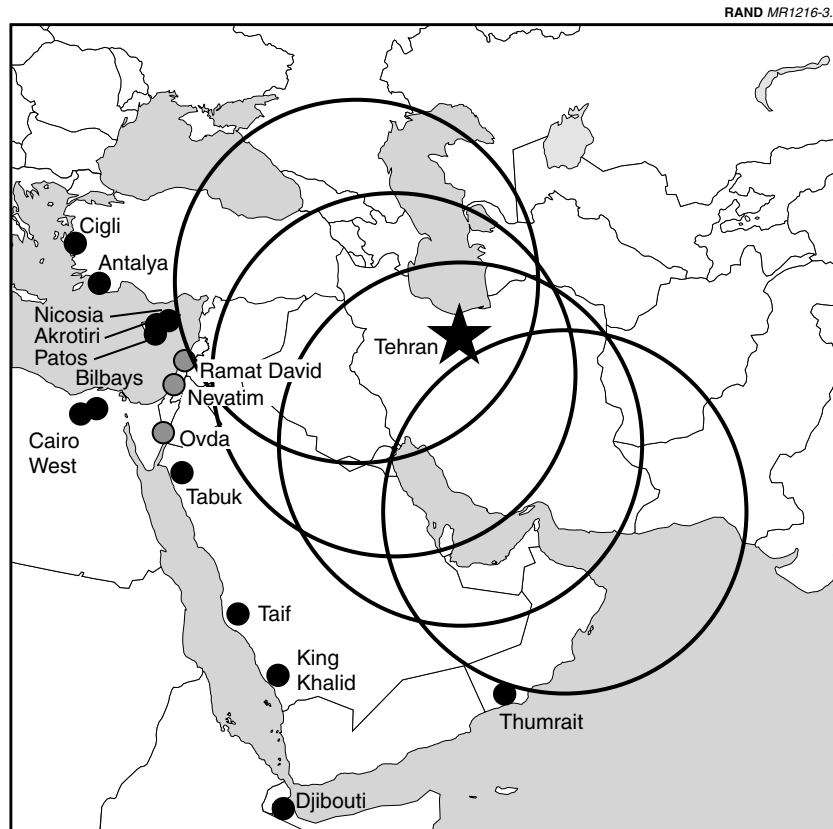 RAND MR1216-3.
Cigli
Antalya
Nicosia
Akrotiri
Patos
Tehran
Ramat David
Bilbays
Nevatim
Cairo
West
Ovda
Tabuk
Taif
King
Khalid
Thumrait
Djibouti